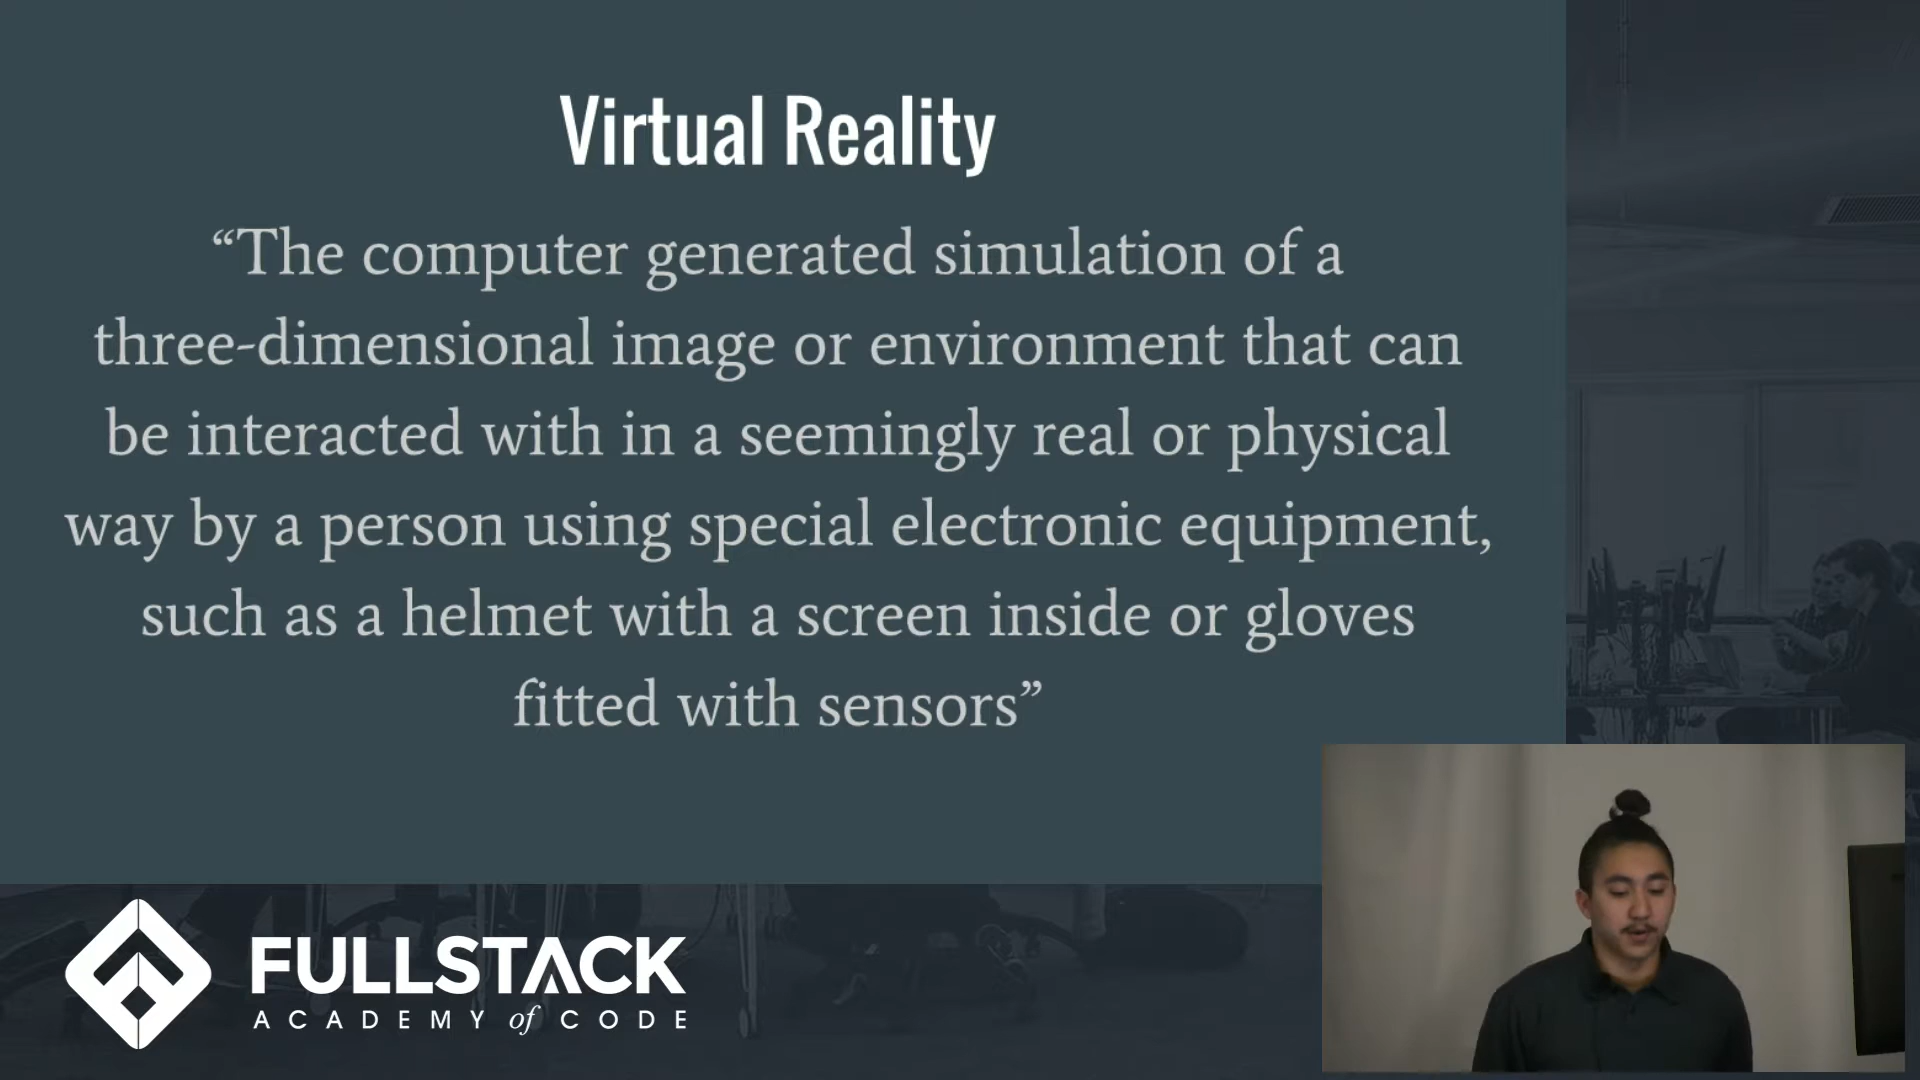 Virtual Reality
“The computer generated simulation of a
three-dimensional image or environment that can
be interacted with in a seemingly real or physical
way by a person using special electronic equipment,
such as a helmet with a screen inside or gloves
fitted with sensors”
FULLSTACK
ACADEMY of CODE